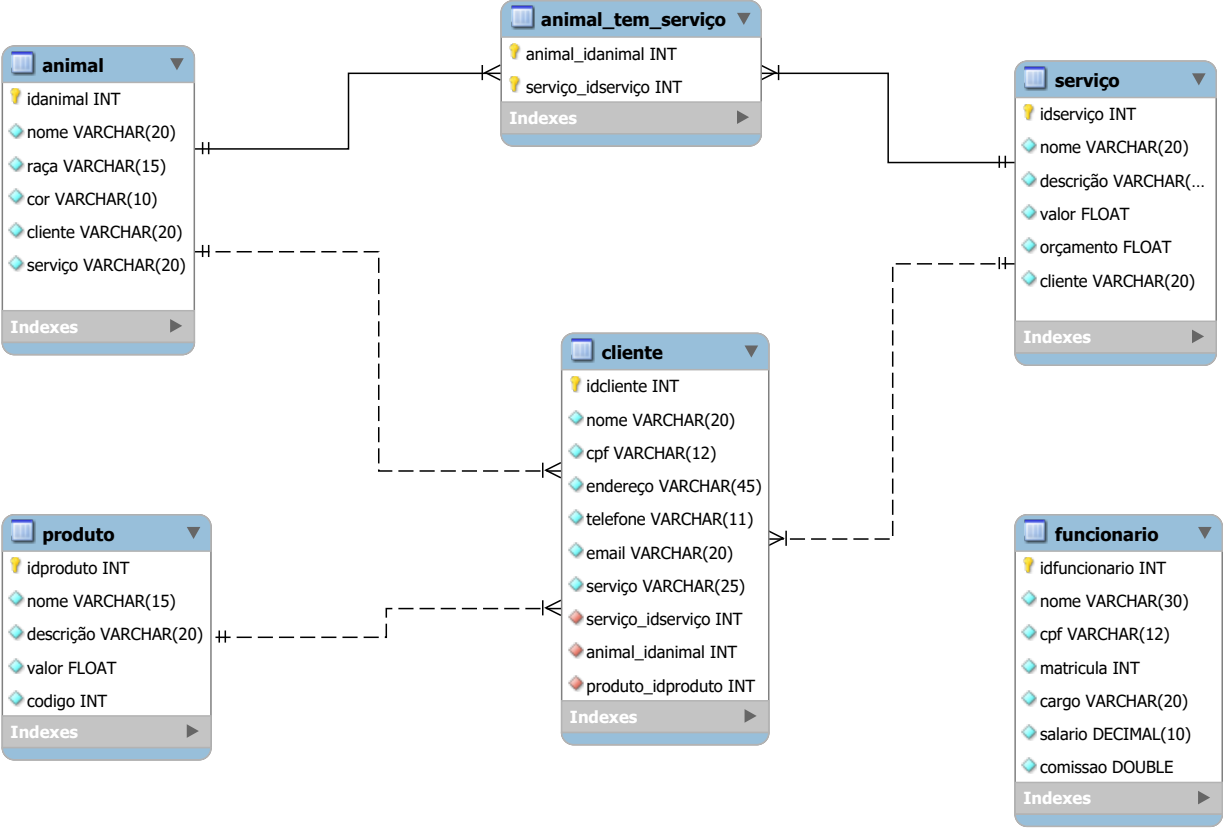 animal_tem_serviço
animal_idanimal INT
serviço_idserviço INT
Indexes
animal
idanimal INT
nome VARCHAR(20)
raça VARCHAR(15)
cor VARCHAR(10)
cliente VARCHAR(20)
serviço VARCHAR(20)
Indexes
serviço
idserviço INT
nome VARCHAR(20)
descrição VARCHAR(...
valor FLOAT
orçamento FLOAT
cliente VARCHAR(20)
Indexes
cliente
idcliente INT
nome VARCHAR(20)
cpf VARCHAR(12)
endereço VARCHAR(45)
telefone VARCHAR(11)
email VARCHAR(20)
serviço VARCHAR(25)
serviço_idserviço INT
animal_idanimal INT
produto_idproduto INT
Indexes
produto
idproduto INT
nome VARCHAR(15)
descrição VARCHAR(20)
valor FLOAT
codigo INT
Indexes
funcionario
idfuncionario INT
nome VARCHAR(30)
cpf VARCHAR(12)
matricula INT
cargo VARCHAR(20)
salario DECIMAL(10)
comissao DOUBLE
Indexes